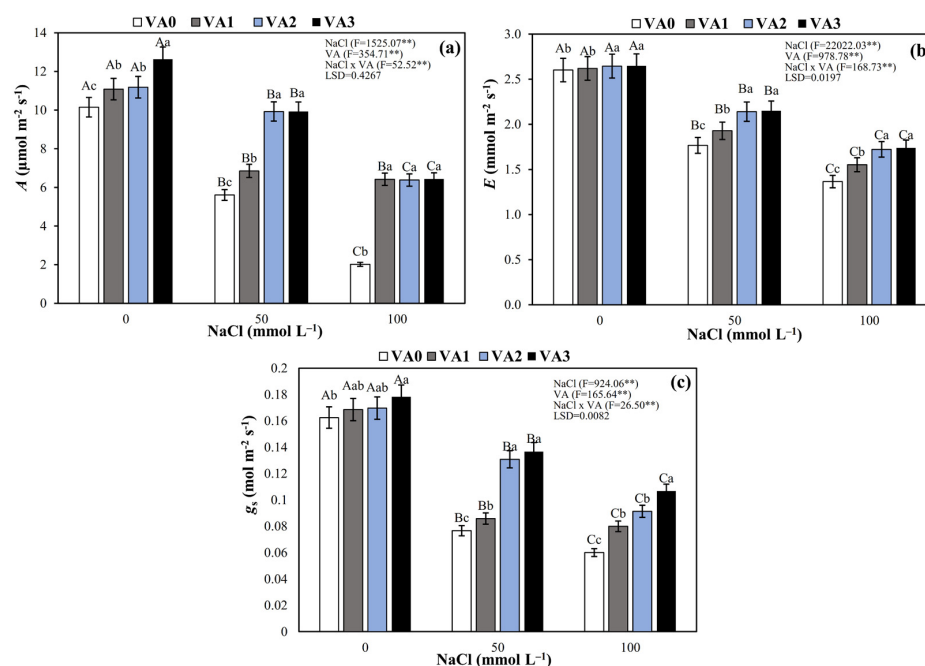 VA0 VA1 VA2 VA3
(a)
NaCl (F=1525.07**)
VA (F=354.71**)
NaCl x VA (F=52.52**)
LSD=0.4267
A (µmol m⁻² s⁻¹)
14
12
10
8
6
4
2
0
Ac Ab Ab Aa
Bc Bb Ba Ba
Cb Ba Ca Ca
0 50 100
NaCl (mmol L⁻¹)
VA0 VA1 VA2 VA3
(b)
NaCl (F=22022.03**)
VA (F=978.78**)
NaCl x VA (F=168.73**)
LSD=0.0197
E (mmol m⁻² s⁻¹)
3.0
2.5
2.0
1.5
1.0
0.5
0.0
Ab Ab Aa Aa
Bc Bb Ba Ba
Cc Cb Ca Ca
0 50 100
NaCl (mmol L⁻¹)
VA0 VA1 VA2 VA3
(c)
NaCl (F=924.06**)
VA (F=165.64**)
NaCl x VA (F=26.50**)
LSD=0.0082
gs (mol m⁻² s⁻¹)
0.2
0.18
0.16
0.14
0.12
0.1
0.08
0.06
0.04
0.02
0
Ab Aab Aab Aa
Bc Bb Ba Ba
Cc Cb Cb Ca
0 50 100
NaCl (mmol L⁻¹)